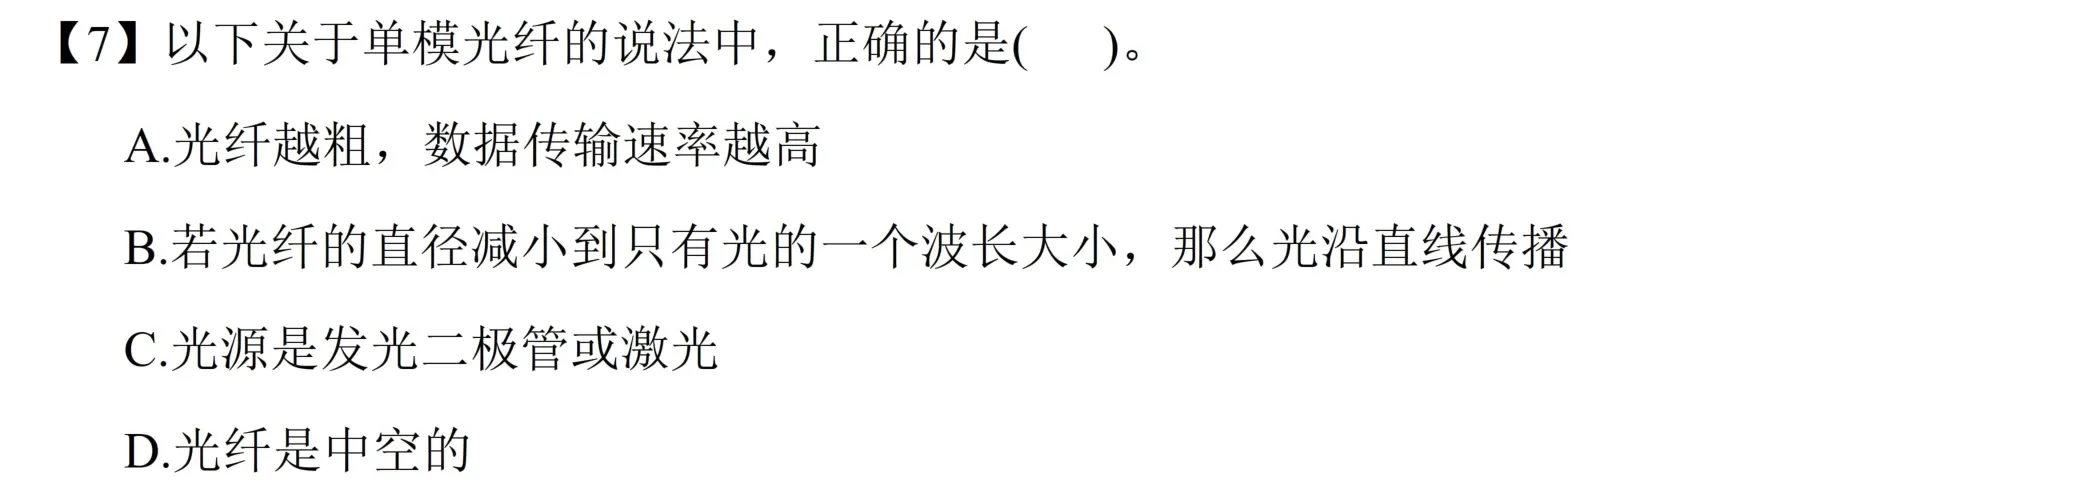 【7】以下关于单模光纤的说法中，正确的是(　　)。
A.光纤越粗，数据传输速率越高
B.若光纤的直径减小到只有光的一个波长大小，那么光沿直线传播
C.光源是发光二极管或激光
D.光纤是中空的